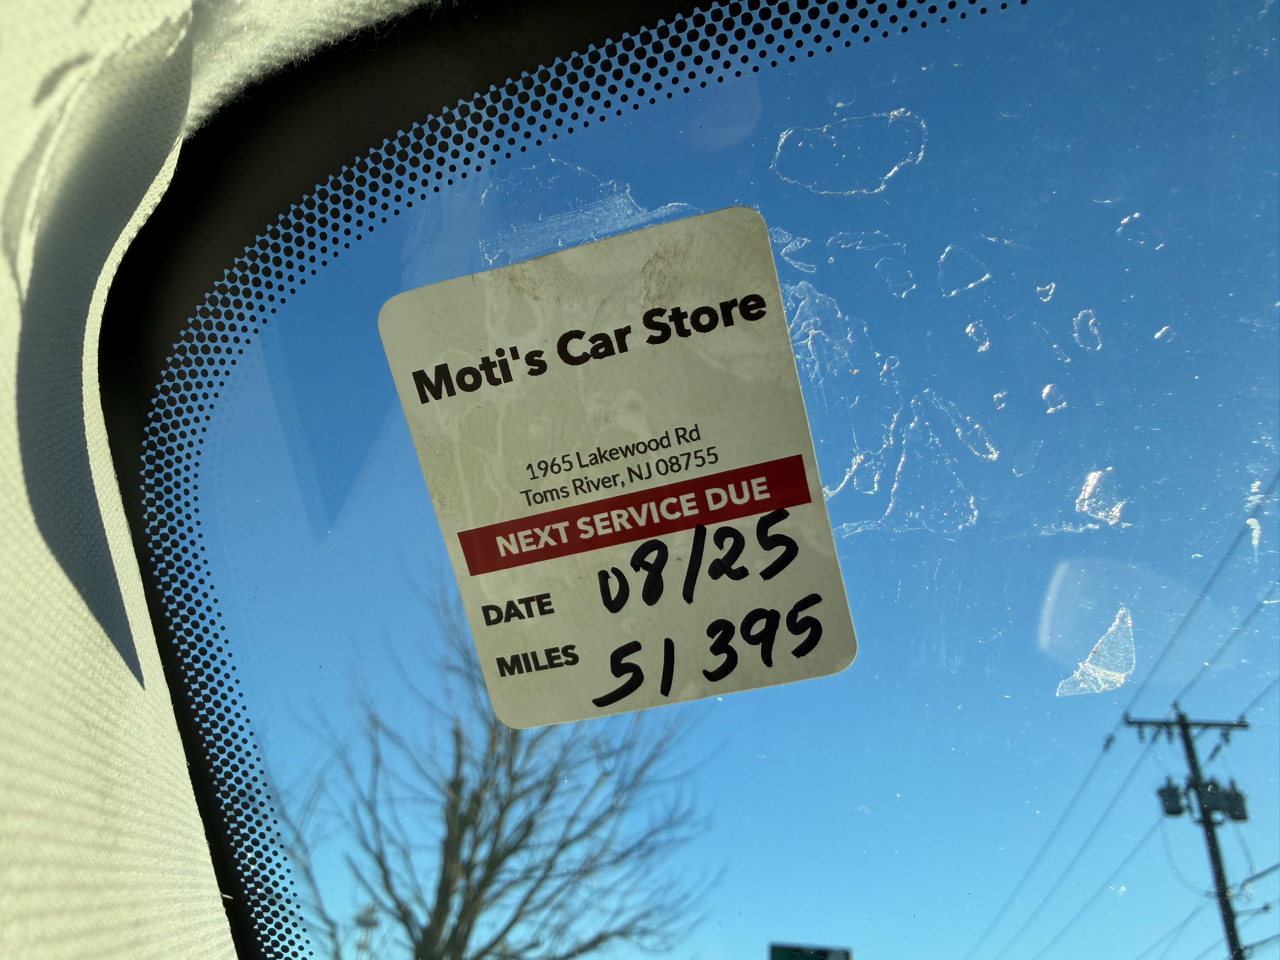 Moti's Car Store
1965 Lakewood Rd
Toms River, NJ 08755
NEXT SERVICE DUE
DATE 08/25
MILES 51395